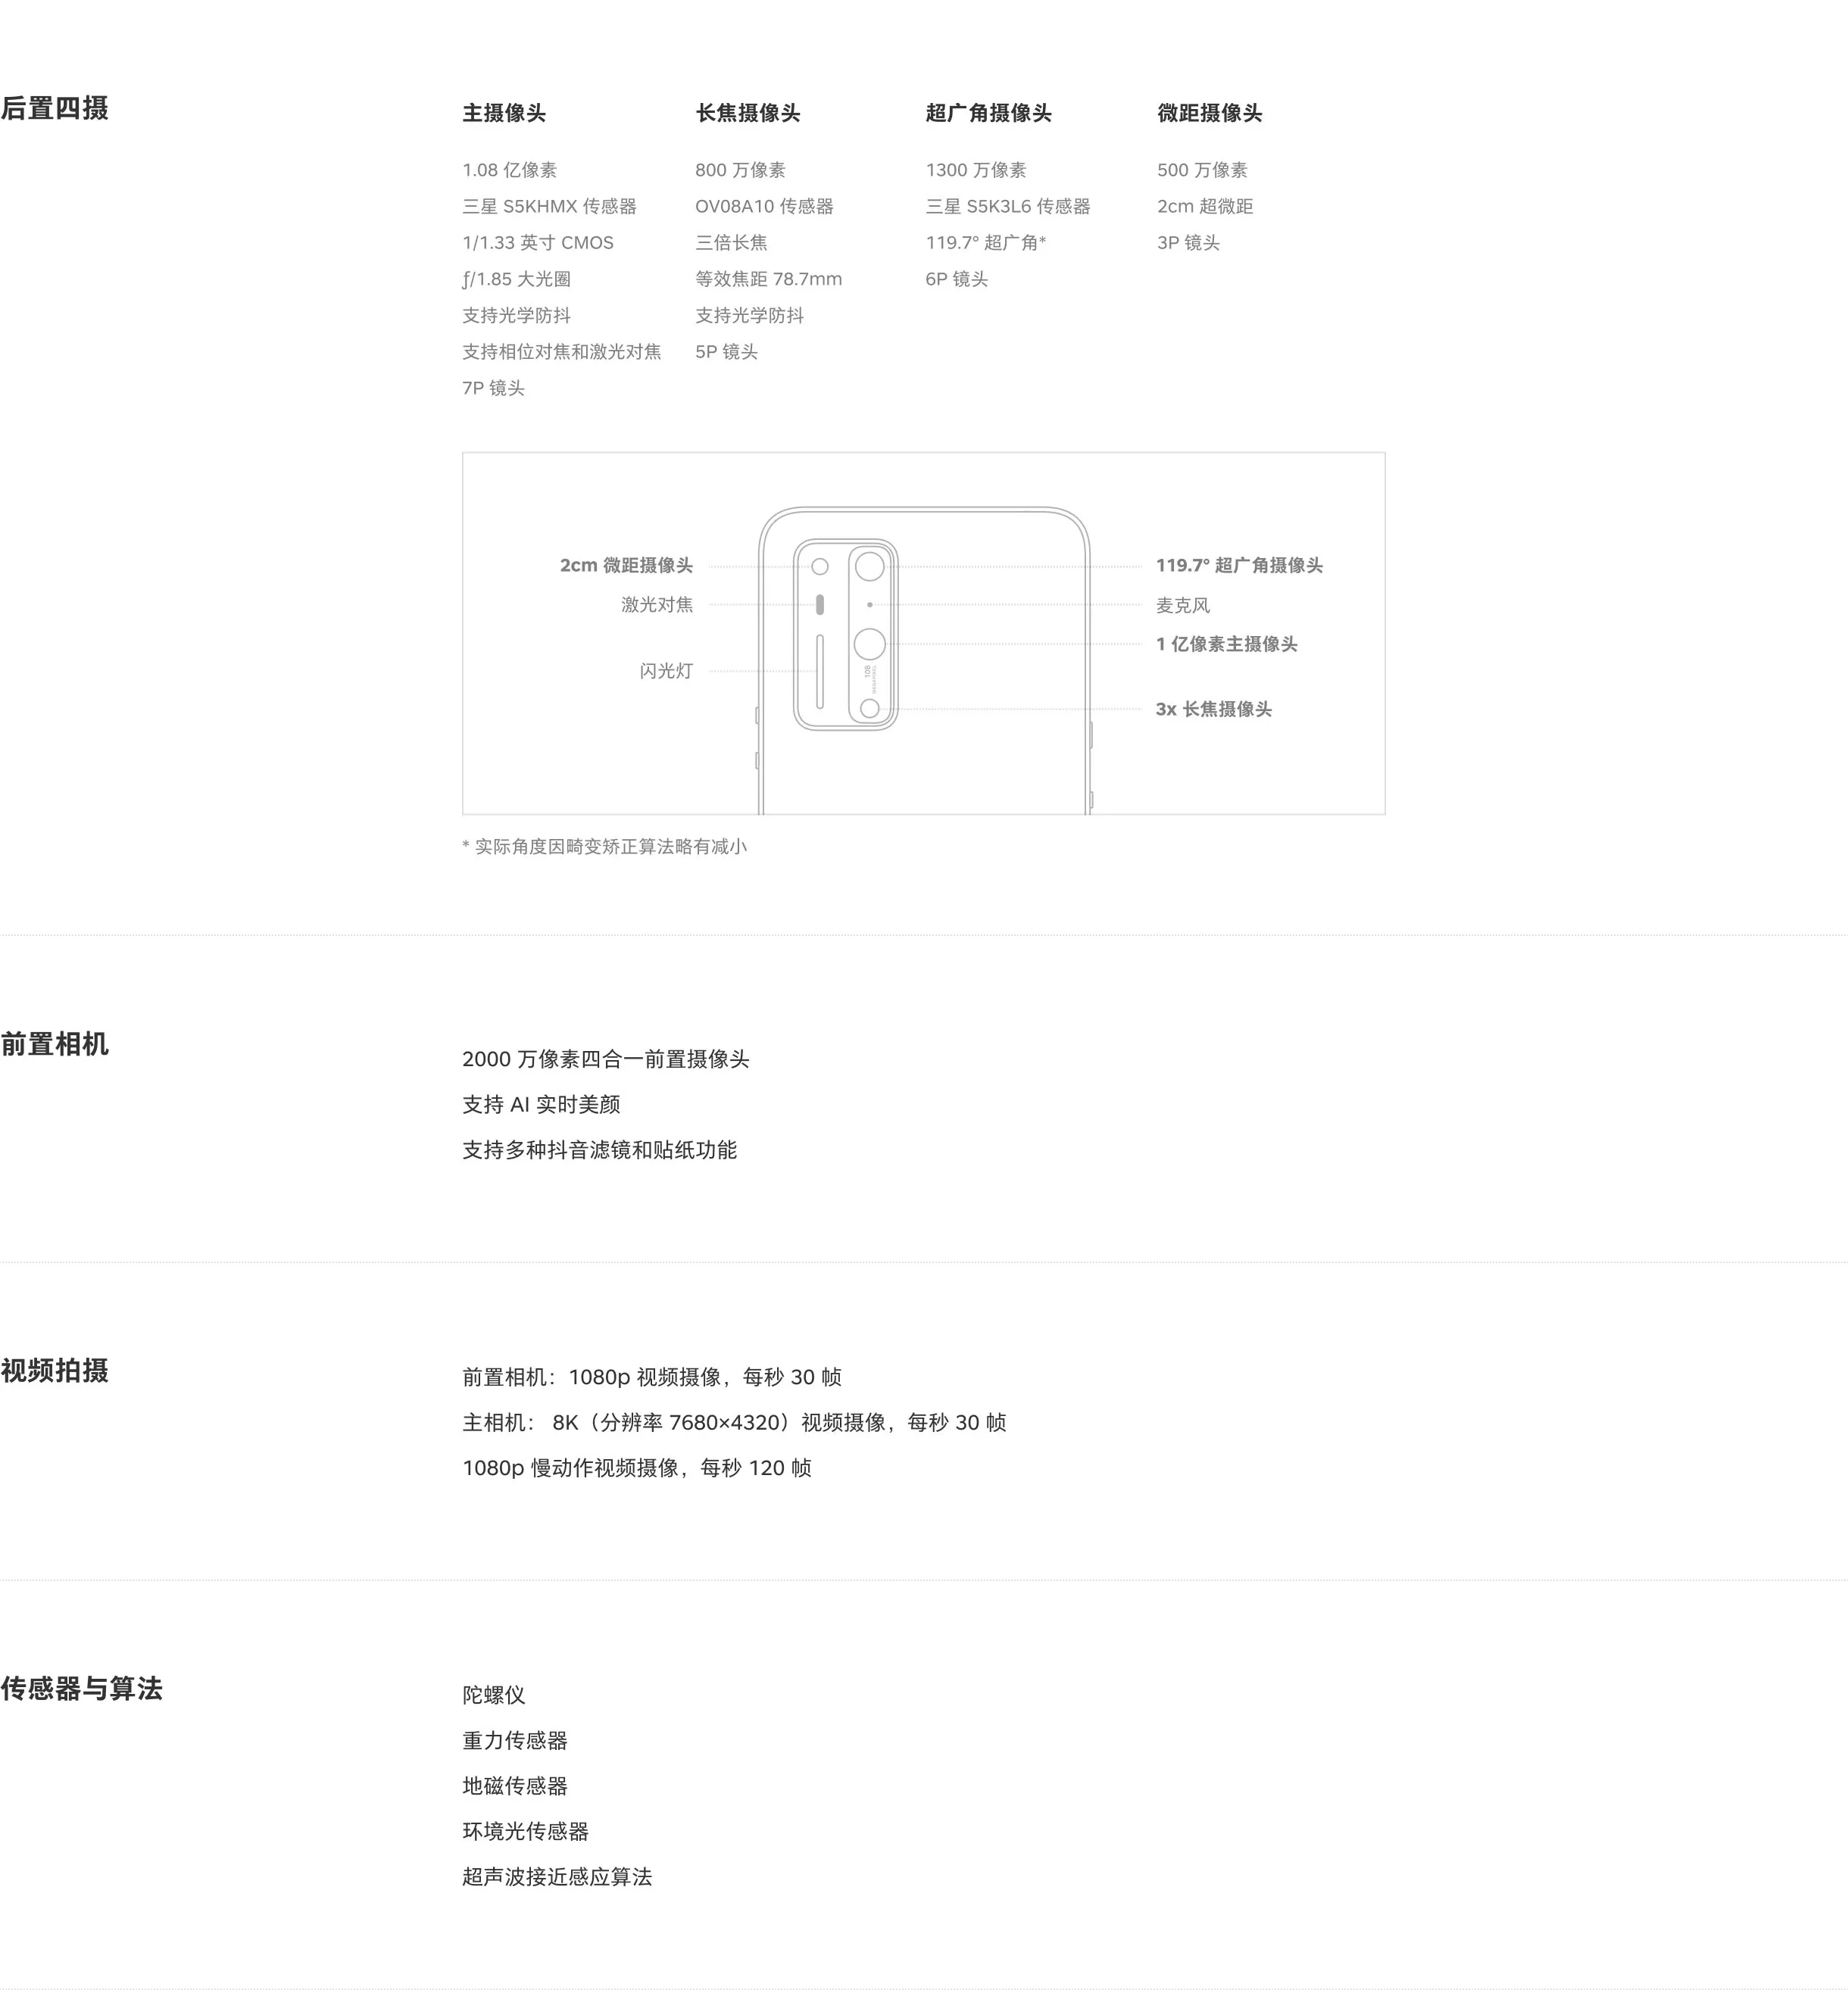 后置四摄
主摄像头
1.08 亿像素
三星 S5KHMX 传感器
1/1.33 英寸 CMOS
ƒ/1.85 大光圈
支持光学防抖
支持相位对焦和激光对焦
7P 镜头
长焦摄像头
800 万像素
OV08A10 传感器
三倍长焦
等效焦距 78.7mm
支持光学防抖
5P 镜头
超广角摄像头
1300 万像素
三星 S5K3L6 传感器
119.7° 超广角*
6P 镜头
微距摄像头
500 万像素
2cm 超微距
3P 镜头
2cm 微距摄像头
激光对焦
闪光灯
108
MEGAPIXEL
119.7° 超广角摄像头
麦克风
1 亿像素主摄像头
3x 长焦摄像头
* 实际角度因畸变矫正算法略有减小
前置相机
2000 万像素四合一前置摄像头
支持 AI 实时美颜
支持多种抖音滤镜和贴纸功能
视频拍摄
前置相机：1080p 视频摄像，每秒 30 帧
主相机： 8K（分辨率 7680×4320）视频摄像，每秒 30 帧
1080p 慢动作视频摄像，每秒 120 帧
传感器与算法
陀螺仪
重力传感器
地磁传感器
环境光传感器
超声波接近感应算法